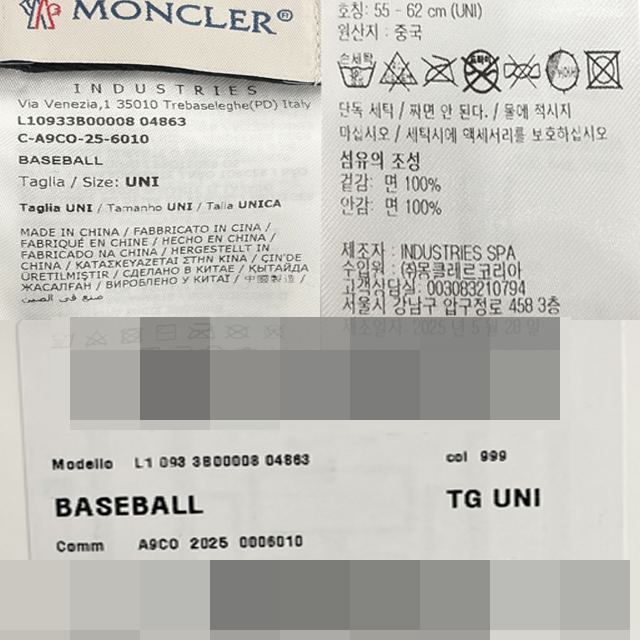 MONCLER®
INDUSTRIES
Via Venezia,1 35010 Trebaseleghe(PD) Italy
L10933B00008 04863
C-A9CO-25-6010
BASEBALL
Taglia / Size: UNI
Taglia UNI / Tamanho UNI / Talla UNICA
MADE IN CHINA / FABBRICATO IN CINA /
FABRIQUÉ EN CHINE / HECHO EN CHINA /
FABRICADO NA CHINA / HERGESTELLT IN
CHINA / ΚΑΤΑΣΚΕΥΑΖΕΤΑΙ ΣΤΗΝ ΚΙΝΑ / ÇIN'DE
ÜRETILMIŞTIR / СДЕЛАНО В КИТАЕ / ҚЫТАЙДА
ЖАСАЛҒАН / ВИРОБЛЕНО У КИТАЇ / 中國製造 /
صنع في الصين
호칭: 55 - 62 cm (UNI)
원산지 : 중국
손세탁
단독 세탁 / 짜면 안 된다. / 물에 적시지
마십시오 / 세탁시에 액세서리를 보호하십시오
섬유의 조성
겉감: 면 100%
안감: 면 100%
제조자 : INDUSTRIES SPA
수입원 : ㈜몽클레르코리아
고객상담실: 003083210794
서울시 강남구 압구정로 458 3층
제조일자: 2025 년 5 월 28 일
Modello L1 093 3B00008 04863 col 999
BASEBALL TG UNI
Comm A9CO 2025 0006010